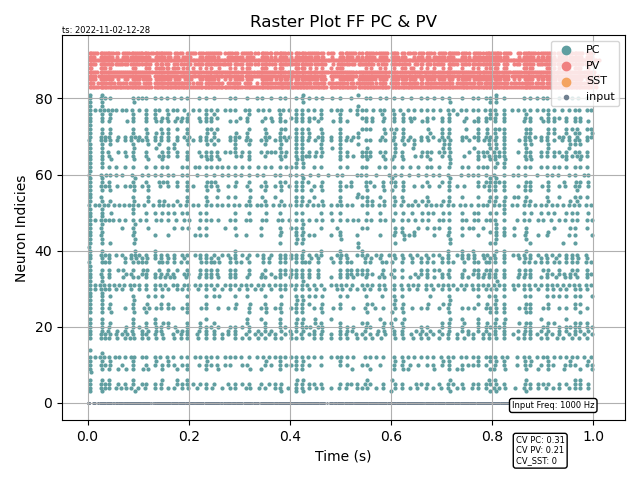 Raster Plot FF PC & PV
ts: 2022-11-02-12-28
PC
PV
SST
input
80
60
40
20
0
Neuron Indicies
Input Freq: 1000 Hz
0.0 0.2 0.4 0.6 0.8 1.0
Time (s)
CV PC: 0.31
CV PV: 0.21
CV_SST: 0